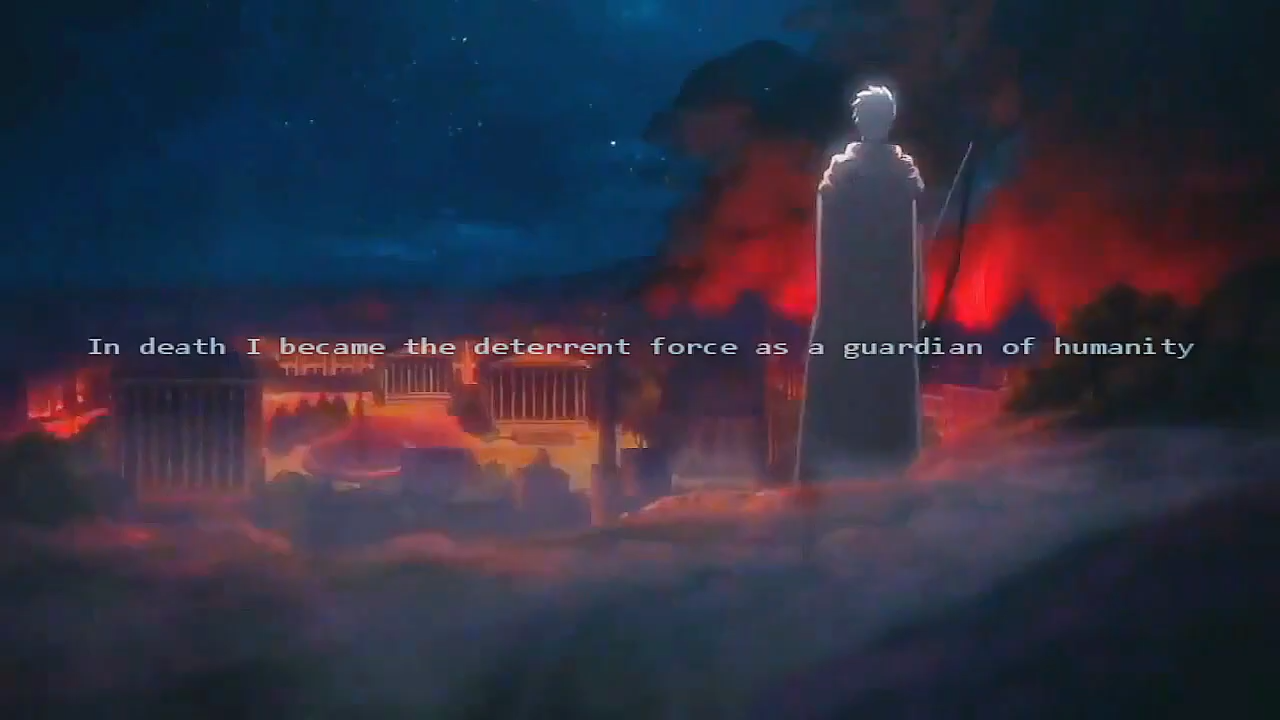 In death I became the deterrent force as a guardian of humanity